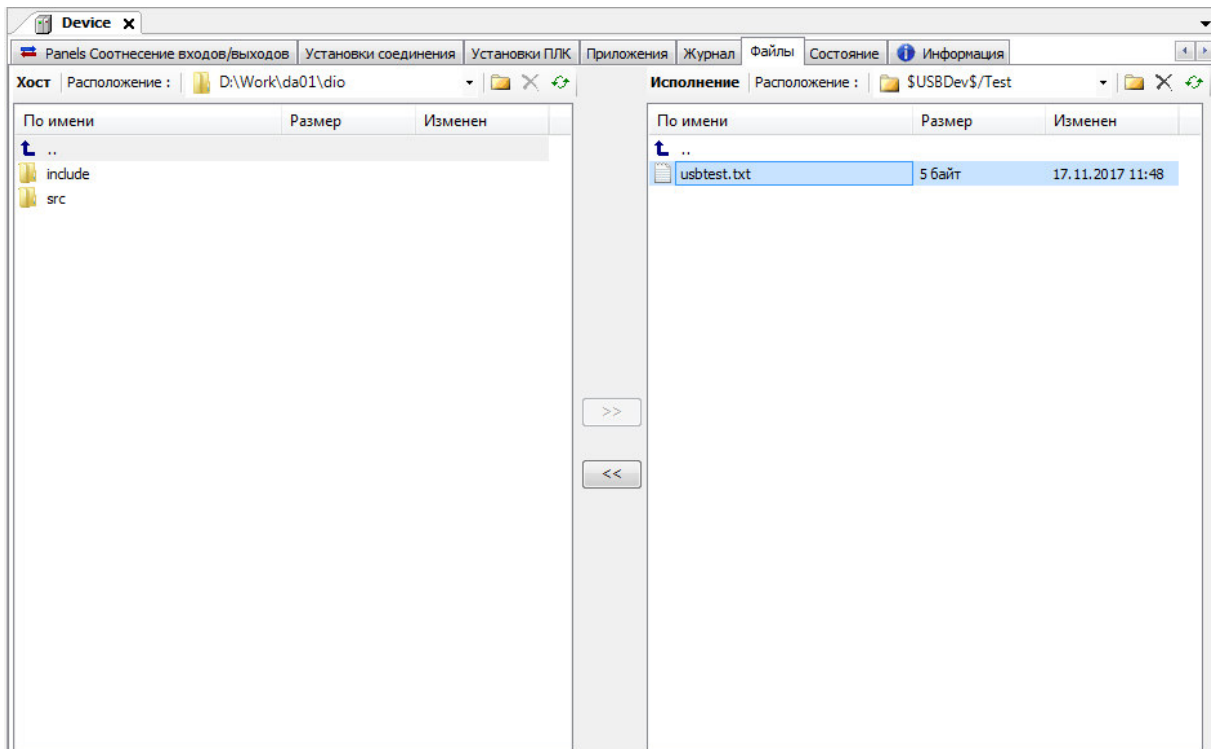 Device
Panels Соотнесение входов/выходов Установки соединения Установки ПЛК Приложения Журнал Файлы Состояние Информация
Хост Расположение : D:\Work\da01\dio Исполнение Расположение : $USBDev$/Test
По имени Размер Изменен По имени Размер Изменен
.. ..
include usbtest.txt 5 байт 17.11.2017 11:48
src
>>
<<